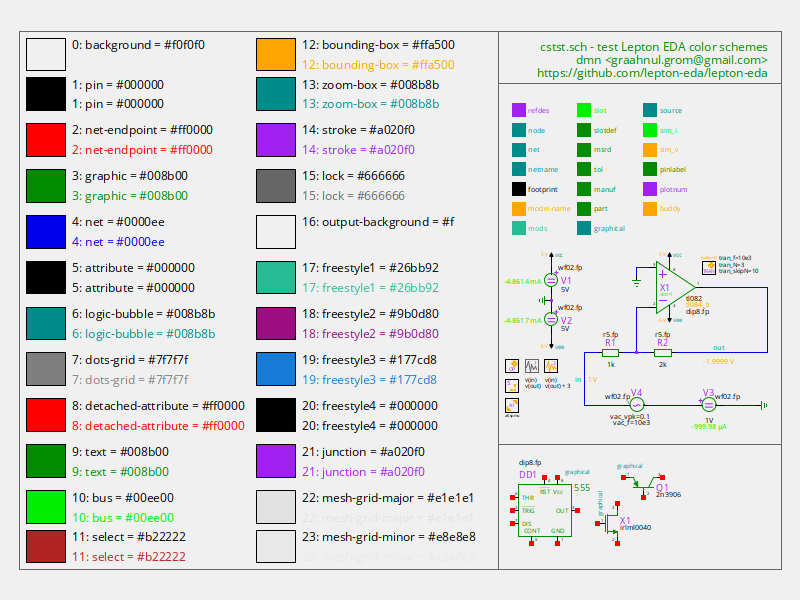 0: background = #f0f0f0
1: pin = #000000
1: pin = #000000
2: net-endpoint = #ff0000
2: net-endpoint = #ff0000
3: graphic = #008b00
3: graphic = #008b00
4: net = #0000ee
4: net = #0000ee
5: attribute = #000000
5: attribute = #000000
6: logic-bubble = #008b8b
6: logic-bubble = #008b8b
7: dots-grid = #7f7f7f
7: dots-grid = #7f7f7f
8: detached-attribute = #ff0000
8: detached-attribute = #ff0000
9: text = #008b00
9: text = #008b00
10: bus = #00ee00
10: bus = #00ee00
11: select = #b22222
11: select = #b22222
12: bounding-box = #ffa500
12: bounding-box = #ffa500
13: zoom-box = #008b8b
13: zoom-box = #008b8b
14: stroke = #a020f0
14: stroke = #a020f0
15: lock = #666666
15: lock = #666666
16: output-background = #f
17: freestyle1 = #26bb92
17: freestyle1 = #26bb92
18: freestyle2 = #9b0d80
18: freestyle2 = #9b0d80
19: freestyle3 = #177cd8
19: freestyle3 = #177cd8
20: freestyle4 = #000000
20: freestyle4 = #000000
21: junction = #a020f0
21: junction = #a020f0
22: mesh-grid-major = #e1e1e1
22: mesh-grid-major = #e1e1e1
23: mesh-grid-minor = #e8e8e8
23: mesh-grid-minor = #e8e8e8
cstst.sch - test Lepton EDA color schemes
dmn <graahnul.grom@gmail.com>
https://github.com/lepton-eda/lepton-eda
refdes
slot
source
node
slotdef
sim_i
net
msrd
sim_v
netname
tol
pinlabel
footprint
manuf
plotnum
model-name
part
buddy
mods
graphical
vcc
wf02.fp
-4.8614 mA
V1
5V
wf02.fp
-4.8617 mA
V2
5V
vee
vcc
tran_f=10e3
tran_N=3
tran_skipN=10
X1
tl082
dip8.fp
vee
r5.fp
R1
1k
r5.fp
R2
2k
out
-1.9999 V
v(in)
v(out)
v(in)
v(out)+3
in
1 V
wf02.fp
V4
vac_vpk=0.1
vac_f=10e3
V3
wf02.fp
1V
-999.98 µA
dip8.fp
DD1
graphical
555
RST
Vcc
THR
TRIG
OUT
DIS
CONT
GND
graphical
Q1
2n3906
graphical
X1
irlml0040